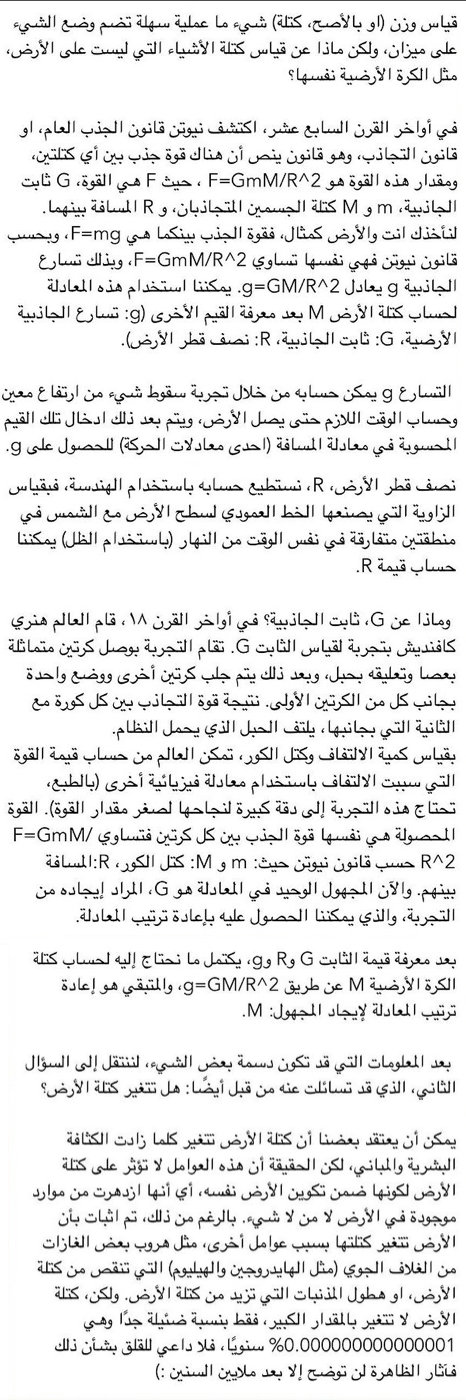 قياس وزن (او بالأصح، كتلة) شيء ما عملية سهلة تضم وضع الشيء
على ميزان، ولكن ماذا عن قياس كتلة الأشياء التي ليست على الأرض،
مثل الكرة الأرضية نفسها؟
في أواخر القرن السابع عشر، اكتشف نيوتن قانون الجذب العام، او
قانون التجاذب، وهو قانون ينص أن هناك قوة جذب بين أي كتلتين،
ومقدار هذه القوة هو F=GmM/R^2 ، حيث F هي القوة، G ثابت
الجاذبية، m و M كتلة الجسمين المتجاذبان، و R المسافة بينهما.
لنأخذك انت والأرض كمثال، فقوة الجذب بينكما هي F=mg، وبحسب
قانون نيوتن فهي نفسها تساوي F=GmM/R^2، وبذلك تسارع
الجاذبية g يعادل g=GM/R^2. يمكننا استخدام هذه المعادلة
لحساب كتلة الأرض M بعد معرفة القيم الأخرى (g: تسارع الجاذبية
الأرضية، G: ثابت الجاذبية، R: نصف قطر الأرض).
التسارع g يمكن حسابه من خلال تجربة سقوط شيء من ارتفاع معين
وحساب الوقت اللازم حتى يصل الأرض، ويتم بعد ذلك ادخال تلك القيم
المحسوبة في معادلة المسافة (احدى معادلات الحركة) للحصول على g.
نصف قطر الأرض، R، نستطيع حسابه باستخدام الهندسة، فبقياس
الزاوية التي يصنعها الخط العمودي لسطح الأرض مع الشمس في
منطقتين متفارقة في نفس الوقت من النهار (باستخدام الظل) يمكننا
حساب قيمة R.
وماذا عن G، ثابت الجاذبية؟ في أواخر القرن ١٨، قام العالم هنري
كافنديش بتجربة لقياس الثابت G. تقام التجربة بوصل كرتين متماثلة
بعصا وتعليقه بحبل، وبعد ذلك يتم جلب كرتين أخرى ووضع واحدة
بجانب كل من الكرتين الأولى. نتيجة قوة التجاذب بين كل كورة مع
الثانية التي بجانبها، يلتف الحبل الذي يحمل النظام.
بقياس كمية الالتفاف وكتل الكور، تمكن العالم من حساب قيمة القوة
التي سببت الالتفاف باستخدام معادلة فيزيائية أخرى (بالطبع،
تحتاج هذه التجربة إلى دقة كبيرة لنجاحها لصغر مقدار القوة). القوة
المحصولة هي نفسها قوة الجذب بين كل كرتين فتساوي F=GmM/
R^2 حسب قانون نيوتن حيث: m و M: كتل الكور، R:المسافة
بينهم. والآن المجهول الوحيد في المعادلة هو G، المراد إيجاده من
التجربة، والذي يمكننا الحصول عليه بإعادة ترتيب المعادلة.
بعد معرفة قيمة الثابت G وR وg، يكتمل ما نحتاج إليه لحساب كتلة
الكرة الأرضية M عن طريق g=GM/R^2، والمتبقي هو إعادة
ترتيب المعادلة لإيجاد المجهول: M.
بعد المعلومات التي قد تكون دسمة بعض الشيء، لننتقل إلى السؤال
الثاني، الذي قد تسائلت عنه من قبل أيضًا: هل تتغير كتلة الأرض؟
يمكن أن يعتقد بعضنا أن كتلة الأرض تتغير كلما زادت الكثافة
البشرية والمباني، لكن الحقيقة أن هذه العوامل لا تؤثر على كتلة
الأرض لكونها ضمن تكوين الأرض نفسه، أي أنها ازدهرت من موارد
موجودة في الأرض لا من لا شيء. بالرغم من ذلك، تم اثبات بأن
الأرض تتغير كتلتها بسبب عوامل أخرى، مثل هروب بعض الغازات
من الغلاف الجوي (مثل الهايدروجين والهيليوم) التي تنقص من كتلة
الأرض، او هطول المذنبات التي تزيد من كتلة الأرض. ولكن، كتلة
الأرض لا تتغير بالمقدار الكبير، فقط بنسبة ضئيلة جدًا وهي
0.000000000000001% سنويًا، فلا داعي للقلق بشأن ذلك
فآثار الظاهرة لن توضح إلا بعد ملايين السنين :)